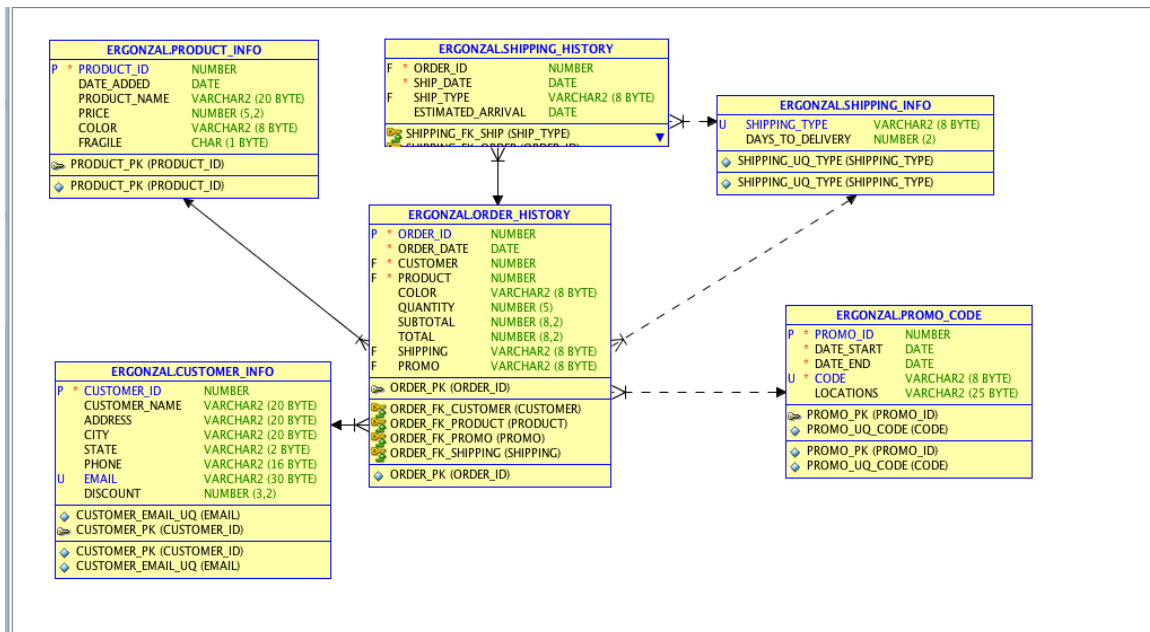 ERGONZAL.PRODUCT_INFO
P * PRODUCT_ID NUMBER
DATE_ADDED DATE
PRODUCT_NAME VARCHAR2 (20 BYTE)
PRICE NUMBER (5,2)
COLOR VARCHAR2 (8 BYTE)
FRAGILE CHAR (1 BYTE)
PRODUCT_PK (PRODUCT_ID)
PRODUCT_PK (PRODUCT_ID)
ERGONZAL.SHIPPING_HISTORY
F * ORDER_ID NUMBER
* SHIP_DATE DATE
F SHIP_TYPE VARCHAR2 (8 BYTE)
ESTIMATED_ARRIVAL DATE
SHIPPING_FK_SHIP (SHIP_TYPE)
SHIPPING_FK_ORDER (ORDER_ID)
ERGONZAL.SHIPPING_INFO
U SHIPPING_TYPE VARCHAR2 (8 BYTE)
DAYS_TO_DELIVERY NUMBER (2)
SHIPPING_UQ_TYPE (SHIPPING_TYPE)
SHIPPING_UQ_TYPE (SHIPPING_TYPE)
ERGONZAL.ORDER_HISTORY
P * ORDER_ID NUMBER
* ORDER_DATE DATE
F * CUSTOMER NUMBER
F * PRODUCT NUMBER
COLOR VARCHAR2 (8 BYTE)
QUANTITY NUMBER (5)
SUBTOTAL NUMBER (8,2)
TOTAL NUMBER (8,2)
F SHIPPING VARCHAR2 (8 BYTE)
F PROMO VARCHAR2 (8 BYTE)
ORDER_PK (ORDER_ID)
ORDER_FK_CUSTOMER (CUSTOMER)
ORDER_FK_PRODUCT (PRODUCT)
ORDER_FK_PROMO (PROMO)
ORDER_FK_SHIPPING (SHIPPING)
ORDER_PK (ORDER_ID)
ERGONZAL.PROMO_CODE
P * PROMO_ID NUMBER
* DATE_START DATE
* DATE_END DATE
U * CODE VARCHAR2 (8 BYTE)
LOCATIONS VARCHAR2 (25 BYTE)
PROMO_PK (PROMO_ID)
PROMO_UQ_CODE (CODE)
PROMO_PK (PROMO_ID)
PROMO_UQ_CODE (CODE)
ERGONZAL.CUSTOMER_INFO
P * CUSTOMER_ID NUMBER
CUSTOMER_NAME VARCHAR2 (20 BYTE)
ADDRESS VARCHAR2 (20 BYTE)
CITY VARCHAR2 (20 BYTE)
STATE VARCHAR2 (2 BYTE)
PHONE VARCHAR2 (16 BYTE)
U EMAIL VARCHAR2 (30 BYTE)
DISCOUNT NUMBER (3,2)
CUSTOMER_EMAIL_UQ (EMAIL)
CUSTOMER_PK (CUSTOMER_ID)
CUSTOMER_PK (CUSTOMER_ID)
CUSTOMER_EMAIL_UQ (EMAIL)